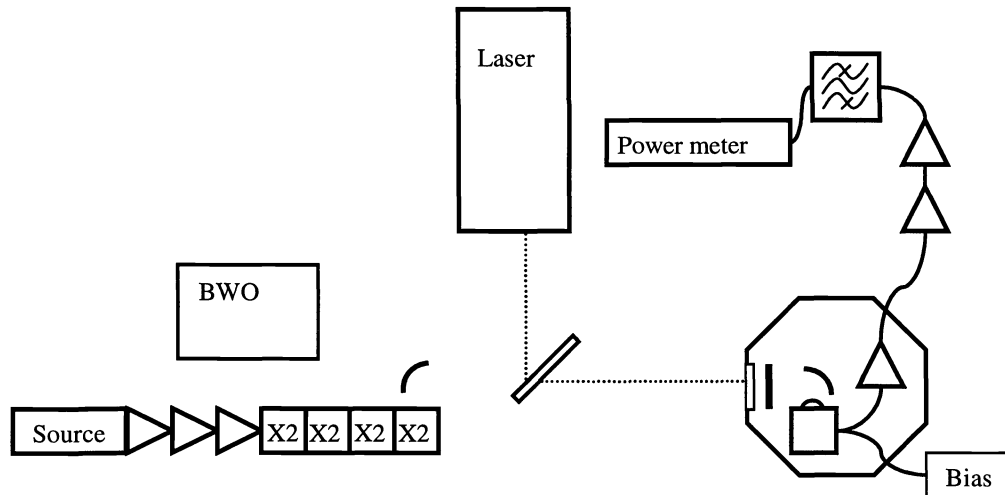 Laser
Power meter
BWO
Source X2 X2 X2 X2
Bias